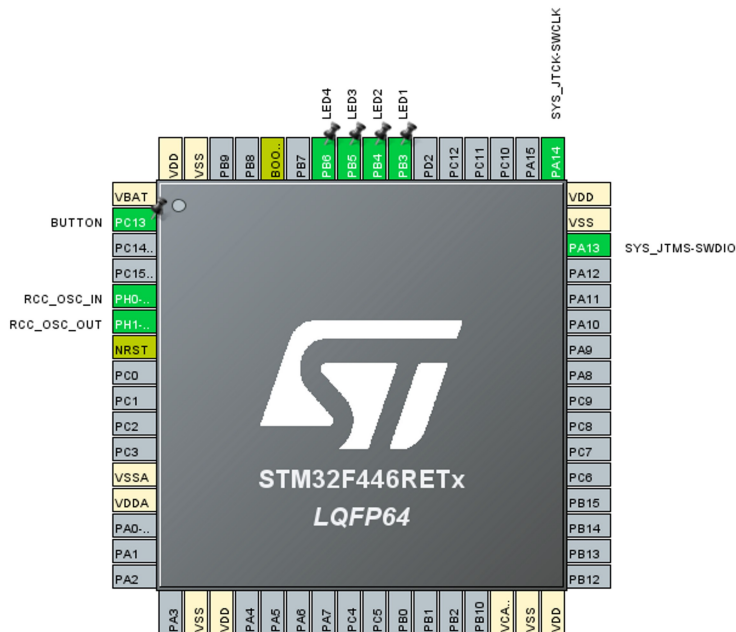 SYS_JTCK-SWCLK
LED4
LED3
LED2
LED1
VDD
VSS
PB9
PB8
BOO..
PB7
PB6
PB5
PB4
PB3
PD2
PC12
PC11
PC10
PA15
PA14
VBAT
BUTTON
PC13
PC14..
PC15..
RCC_OSC_IN
PH0-..
RCC_OSC_OUT
PH1-..
NRST
PC0
PC1
PC2
PC3
VSSA
VDDA
PA0-..
PA1
PA2
VDD
VSS
PA13
SYS_JTMS-SWDIO
PA12
PA11
PA10
PA9
PA8
PC9
PC8
PC7
PC6
PB15
PB14
PB13
PB12
ST
STM32F446RETx
LQFP64
PA3
VSS
VDD
PA4
PA5
PA6
PA7
PC4
PC5
PB0
PB1
PB2
PB10
VCA..
VSS
VDD